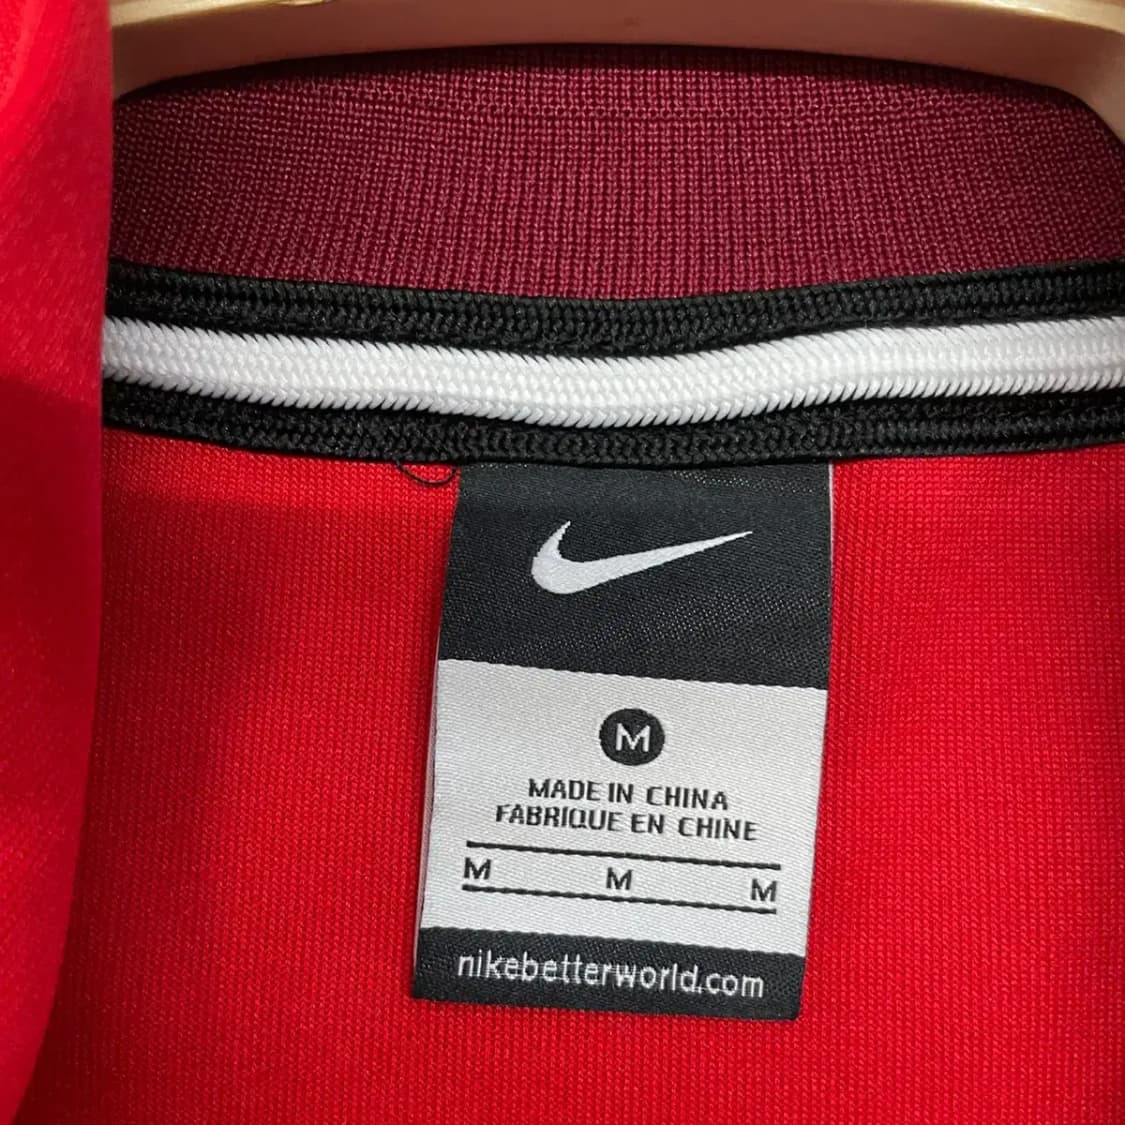 M
MADE IN CHINA
FABRIQUE EN CHINE
M M M
nikebetterworld.com